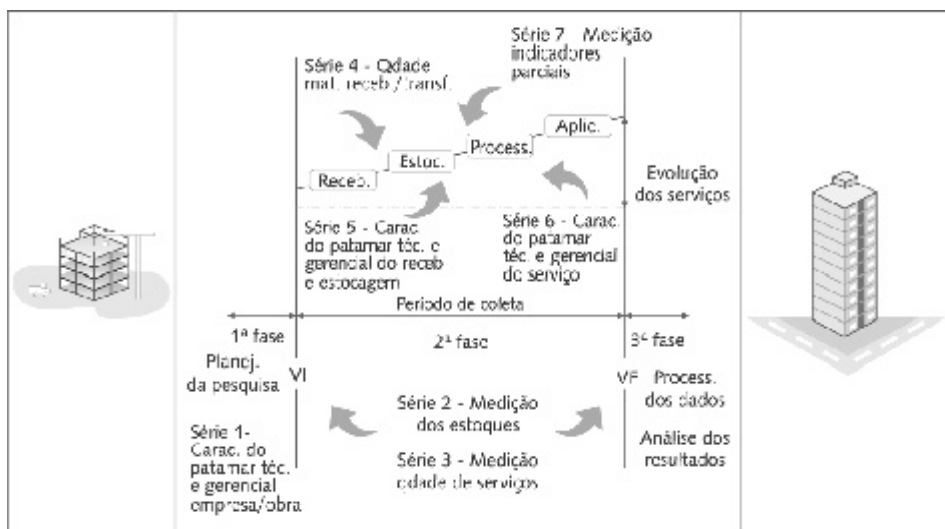 Série 7 - Medição
indicadores
parciais
Série 4 - Qdade
mat. receb./transf.
Aplic.
Process.
Estoc.
Receb.
Evolução
dos serviços
Série 5 - Carac.
do patamar téc. e
gerencial do receb
e estocagem
Série 6 - Carac.
do patamar
téc. e gerencial
do serviço
Período de coleta
1ª fase
2ª fase
3ª fase
Planej.
da pesquisa
VI
VF
Process.
dos dados
Série 2 - Medição
dos estoques
Série 3 - Medição
qdade de serviços
Análise dos
resultados
Série 1-
Carac. do
patamar téc.
e gerencial
empresa/obra